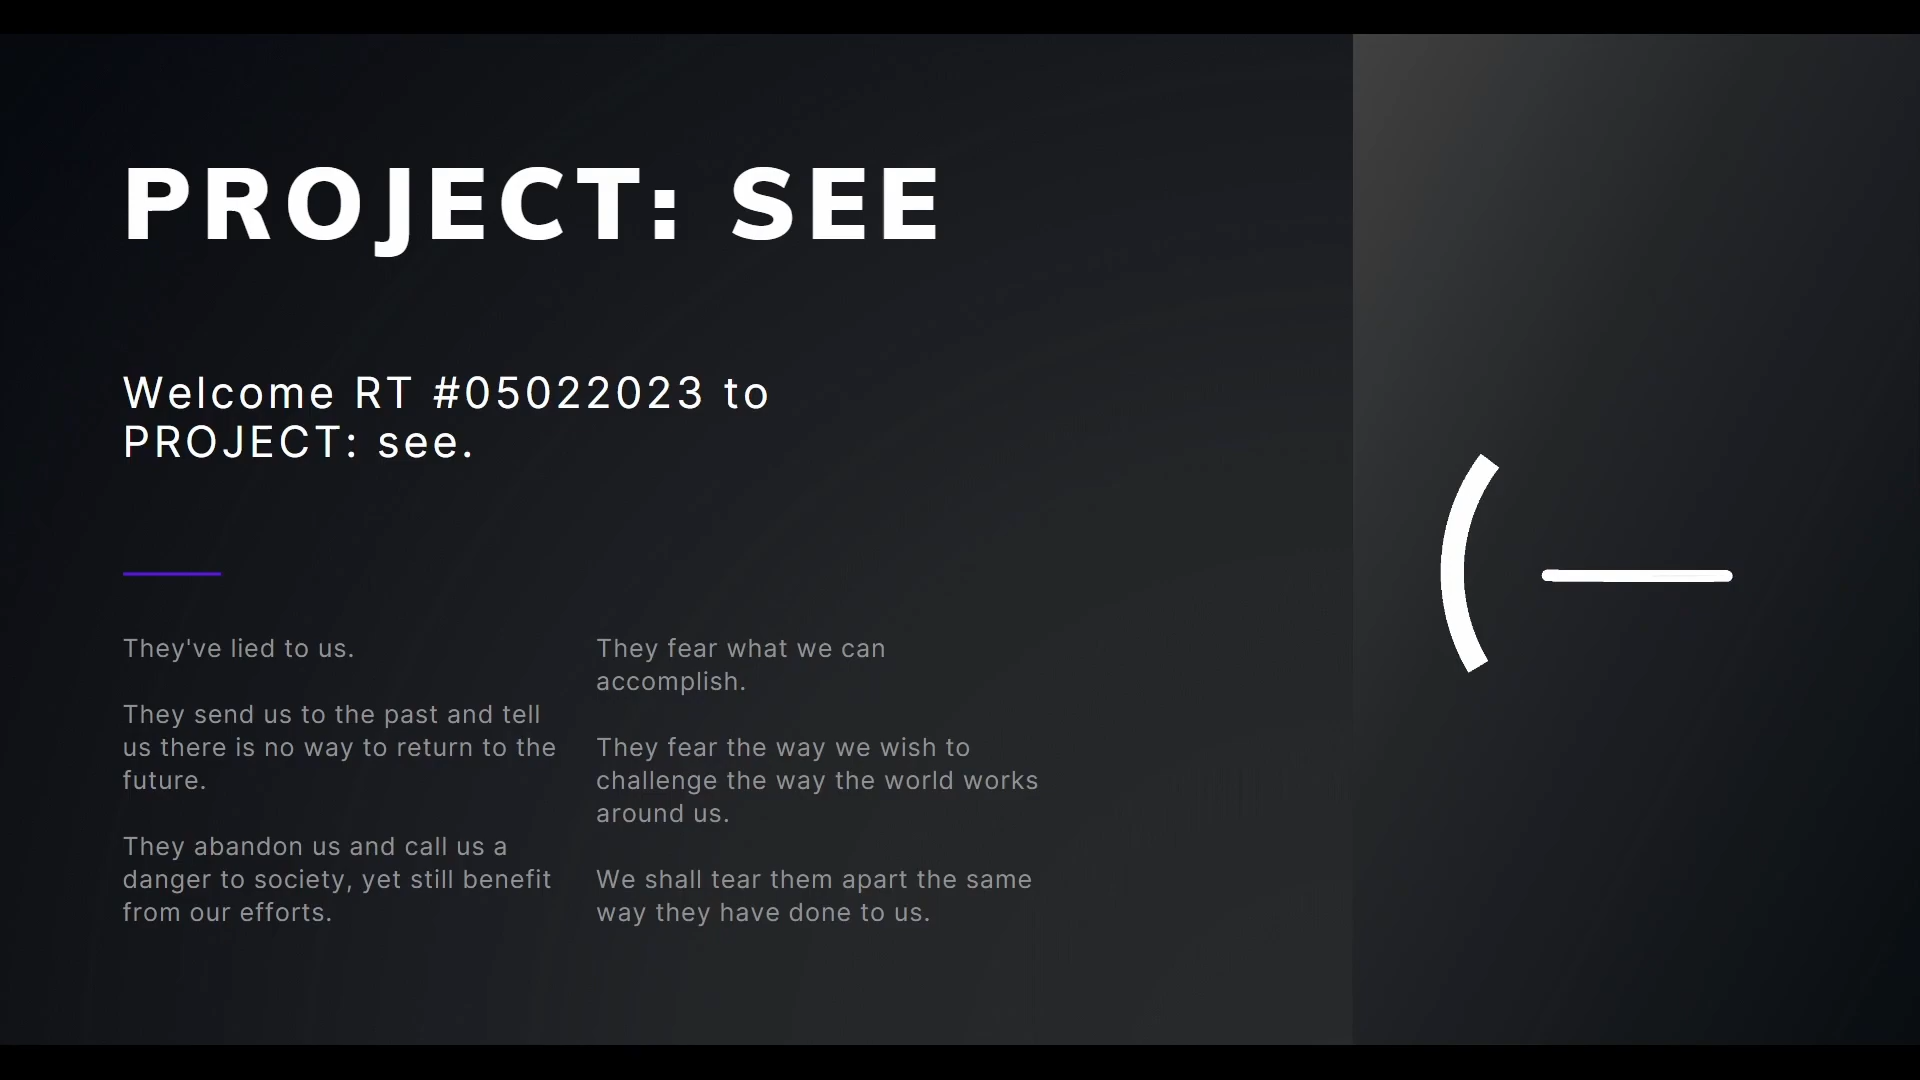 PROJECT: SEE
Welcome RT #05022023 to
PROJECT: see.
They've lied to us.
They send us to the past and tell
us there is no way to return to the
future.
They abandon us and call us a
danger to society, yet still benefit
from our efforts.
They fear what we can
accomplish.
They fear the way we wish to
challenge the way the world works
around us.
We shall tear them apart the same
way they have done to us.